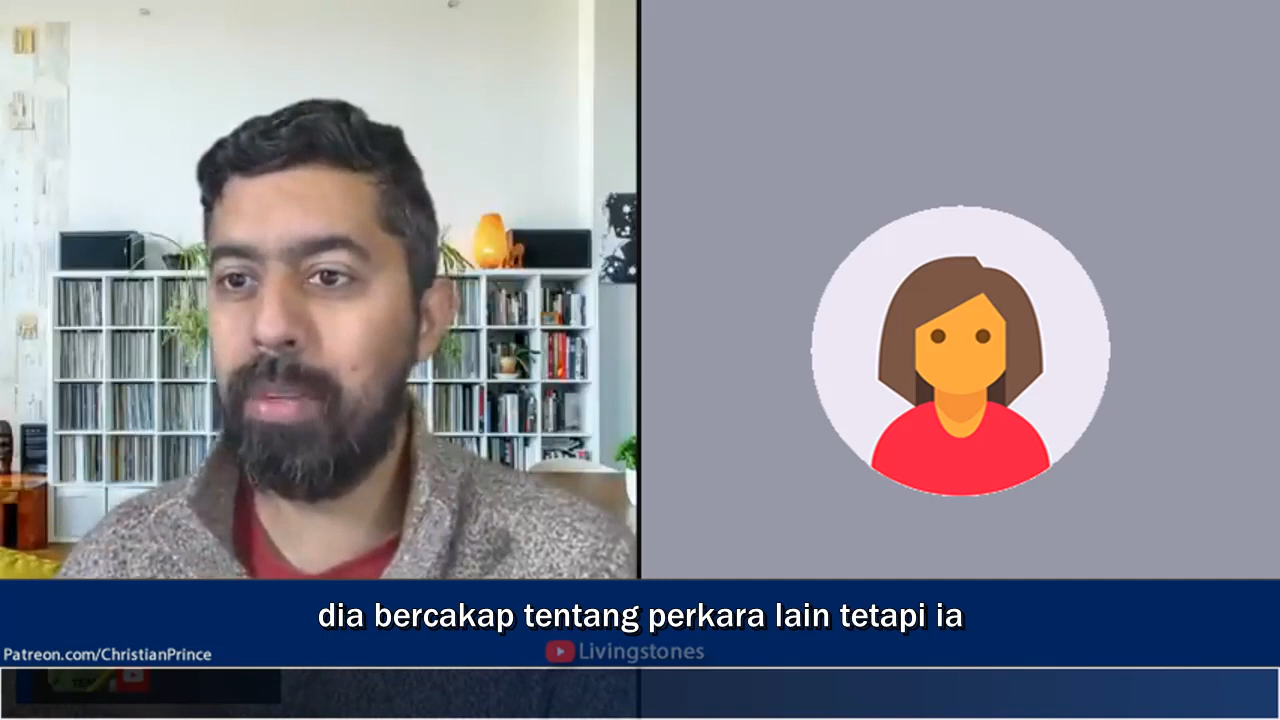 dia bercakap tentang perkara lain tetapi ia
Patreon.com/ChristianPrince
Livingstones